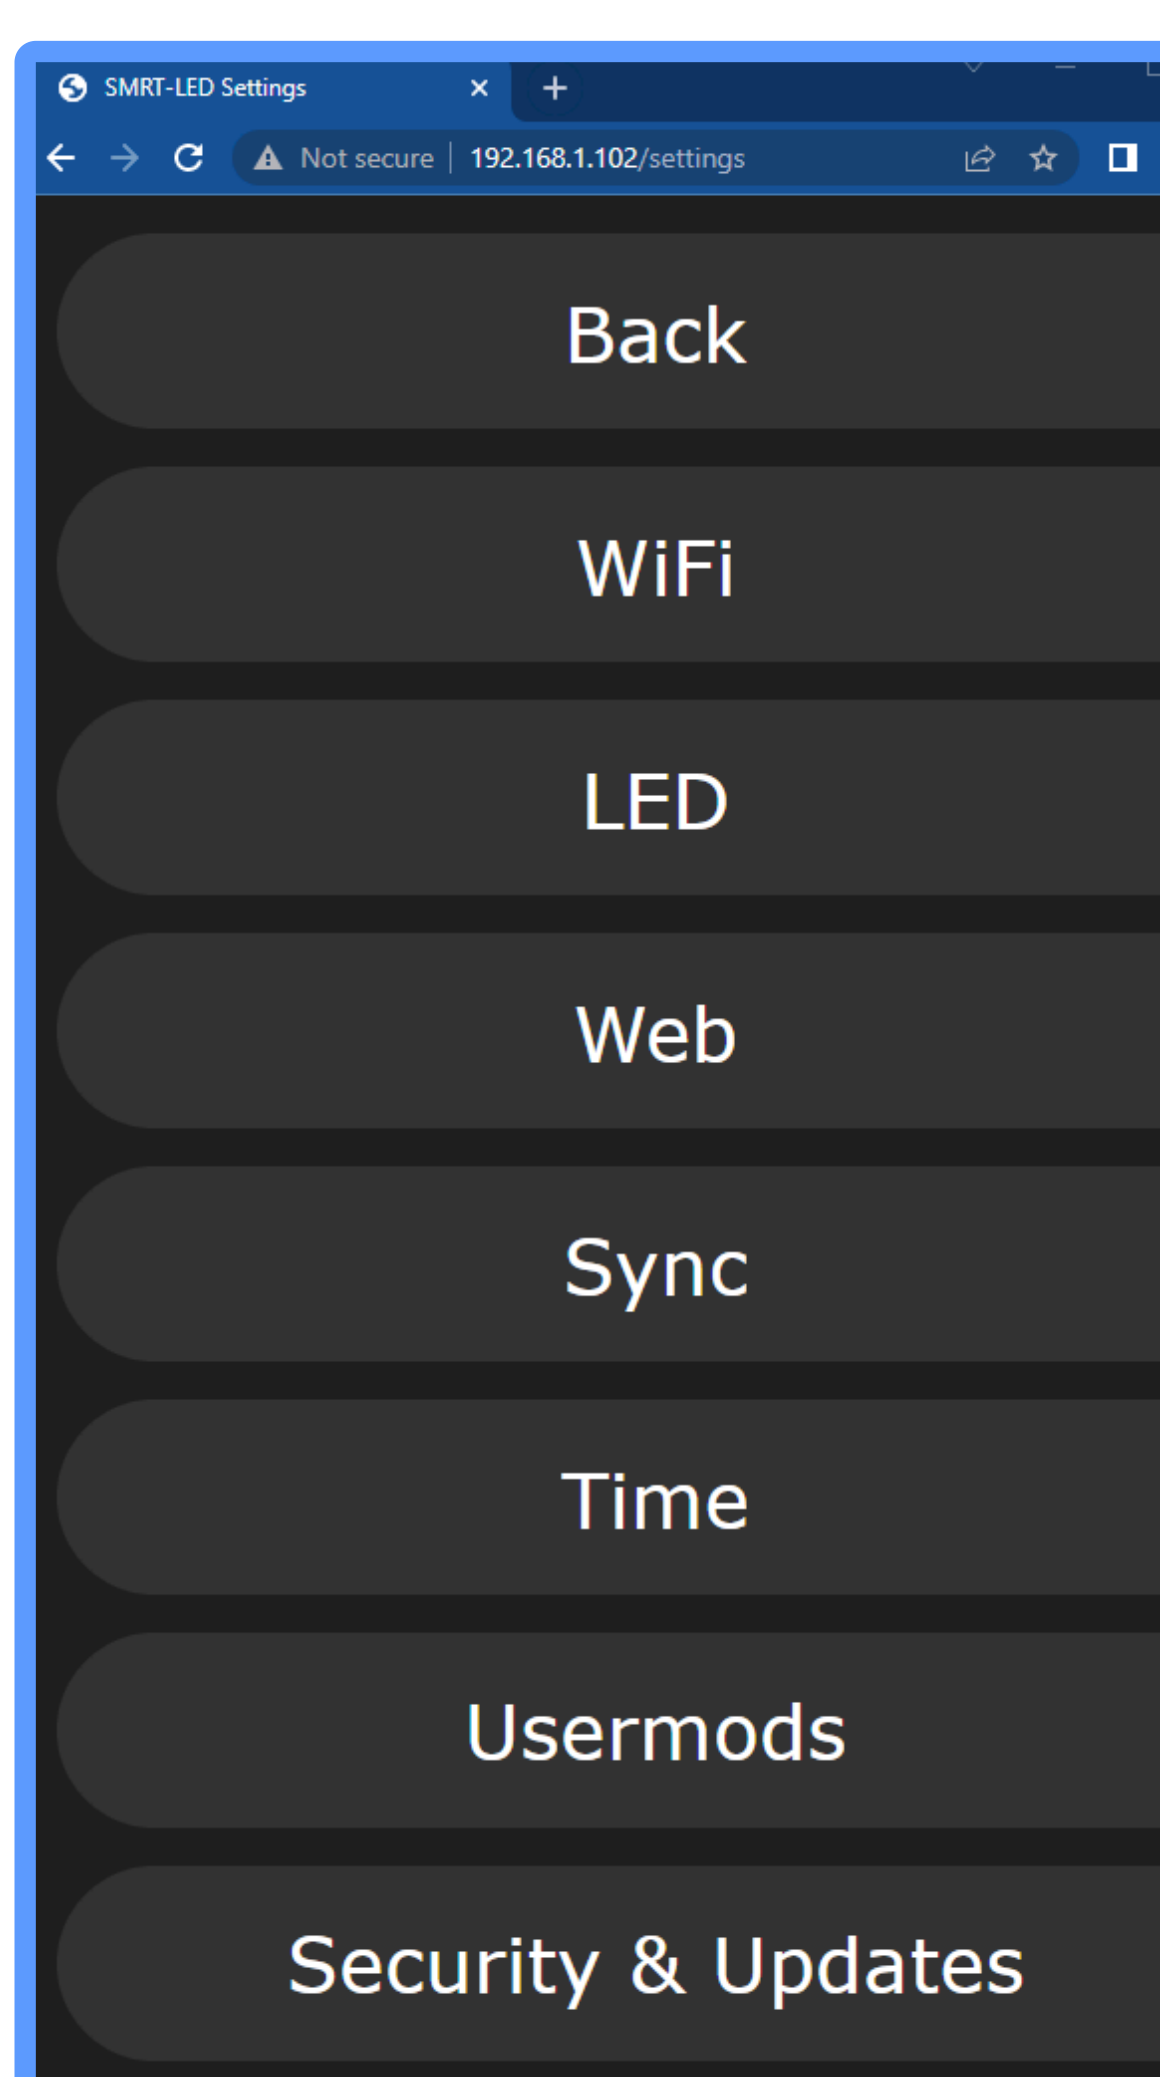 SMRT-LED Settings
Not secure 192.168.1.102/settings
Back
WiFi
LED
Web
Sync
Time
Usermods
Security & Updates